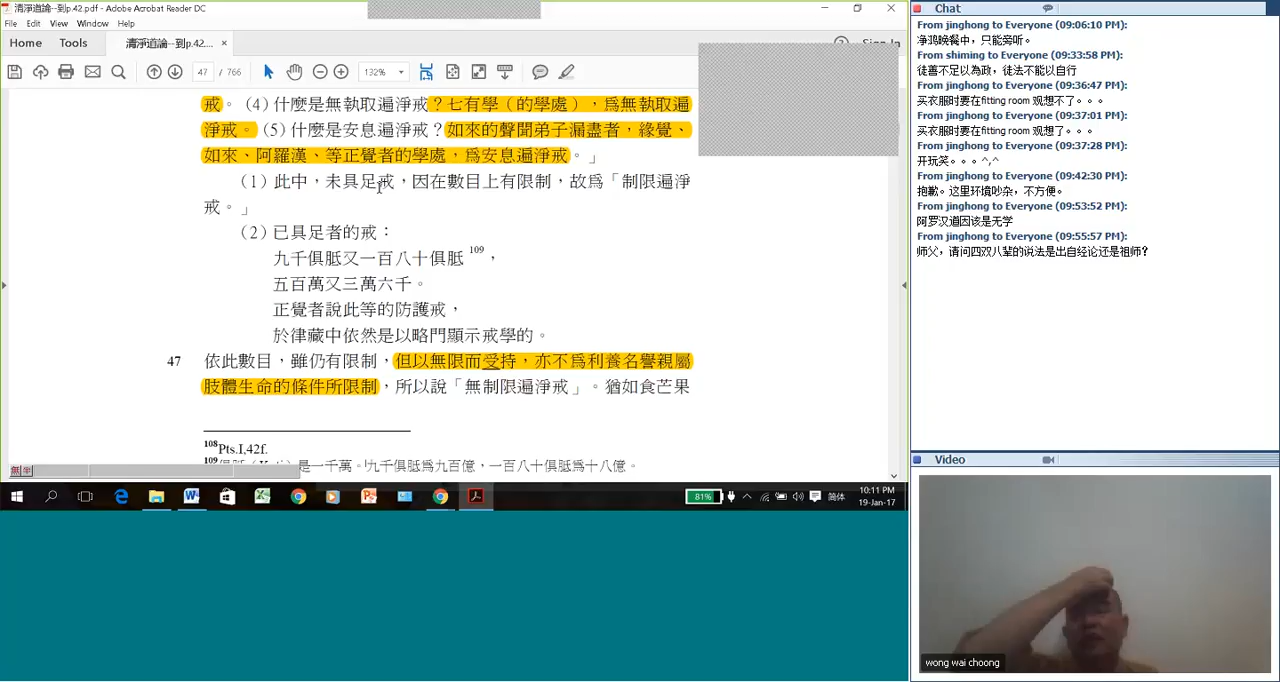 清淨道論--到p.42.pdf - Adobe Acrobat Reader DC
File Edit View Window Help
Home Tools 清淨道論--到p.42.... × Sign In
47 / 766 132%
戒。（4）什麼是無執取遍淨戒？七有學（的學處），爲無執取遍
淨戒。（5）什麼是安息遍淨戒？如來的聲聞弟子漏盡者，緣覺、
如來、阿羅漢、等正覺者的學處，爲安息遍淨戒。」
（1）此中，未具足戒，因在數目上有限制，故爲「制限遍淨
戒。」
（2）已具足者的戒：
九千俱胝又一百八十俱胝 109，
五百萬又三萬六千。
正覺者說此等的防護戒，
於律藏中依然是以略門顯示戒學的。
47 依此數目，雖仍有限制，但以無限而受持，亦不爲利養名譽親屬
肢體生命的條件所限制，所以說「無制限遍淨戒」。猶如食芒果
108 Pts.I,42f.
109 是一千萬。九千俱胝爲九百億，一百八十俱胝爲十八億。
81% 简体 10:11 PM
19-Jan-17
Chat
From jinghong to Everyone (09:06:10 PM):
净鸿晚餐中，只能旁听。
From shiming to Everyone (09:33:58 PM):
徒善不足以為政，徒法不能以自行
From jinghong to Everyone (09:36:47 PM):
买衣服时要在fitting room 观想不了。。。
From jinghong to Everyone (09:37:01 PM):
买衣服时要在fitting room 观想了。。。
From jinghong to Everyone (09:37:28 PM):
开玩笑。。。^,^
From jinghong to Everyone (09:42:30 PM):
抱歉。这里环境吵杂，不方便。
From jinghong to Everyone (09:53:52 PM):
阿罗汉道因该是无学
From jinghong to Everyone (09:55:57 PM):
师父，请问四双八辈的说法是出自经论还是祖师?
Video
wong wai choong